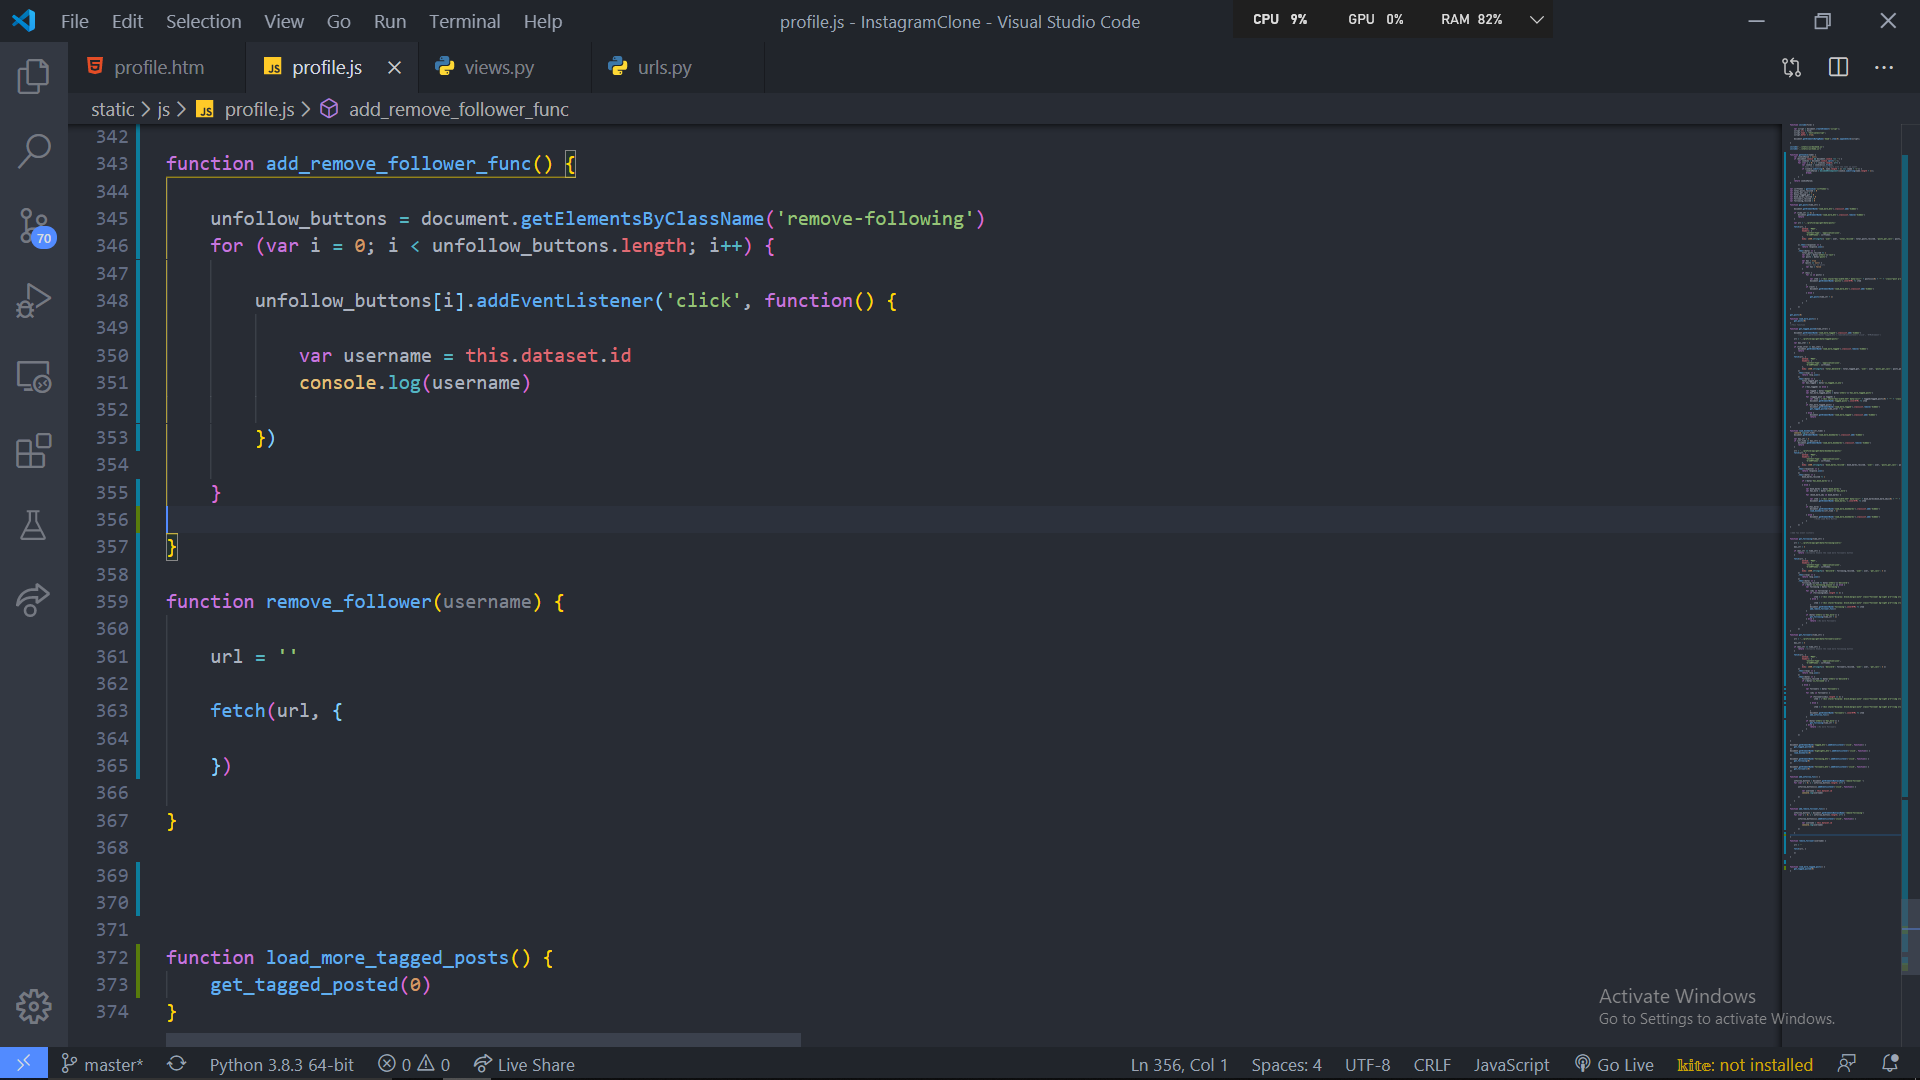 File Edit Selection View Go Run Terminal Help
profile.js - InstagramClone - Visual Studio Code
CPU 9% GPU 0% RAM 82%
profile.htm
JS profile.js
views.py
urls.py
static > js > JS profile.js > add_remove_follower_func
342
343 function add_remove_follower_func() {
344
345 unfollow_buttons = document.getElementsByClassName('remove-following')
346 for (var i = 0; i < unfollow_buttons.length; i++) {
347
348 unfollow_buttons[i].addEventListener('click', function() {
349
350 var username = this.dataset.id
351 console.log(username)
352
353 })
354
355 }
356
357 }
358
359 function remove_follower(username) {
360
361 url = ''
362
363 fetch(url, {
364
365 })
366
367 }
368
369
370
371
372 function load_more_tagged_posts() {
373 get_tagged_posted(0)
374 }
70
Activate Windows
Go to Settings to activate Windows.
master* Python 3.8.3 64-bit 0 0 Live Share
Ln 356, Col 1 Spaces: 4 UTF-8 CRLF JavaScript Go Live kite: not installed